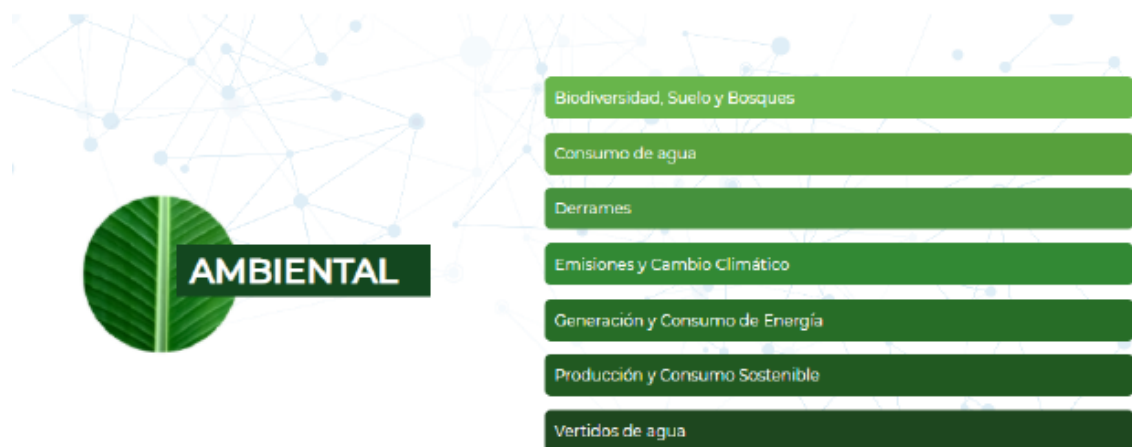 AMBIENTAL
Biodiversidad, Suelo y Bosques
Consumo de agua
Derrames
Emisiones y Cambio Climático
Generación y Consumo de Energía
Producción y Consumo Sostenible
Vertidos de agua